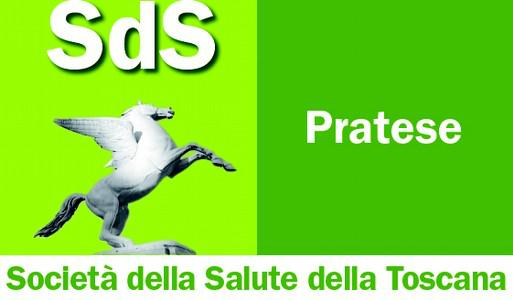 SdS
Pratese
Società della Salute della Toscana